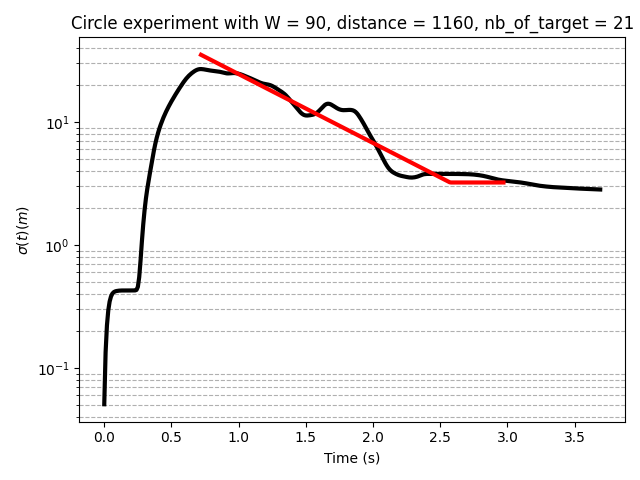 Circle experiment with W = 90, distance = 1160, nb_of_target = 21
σ(t)(m)
10¹
10⁰
10⁻¹
0.0 0.5 1.0 1.5 2.0 2.5 3.0 3.5
Time (s)